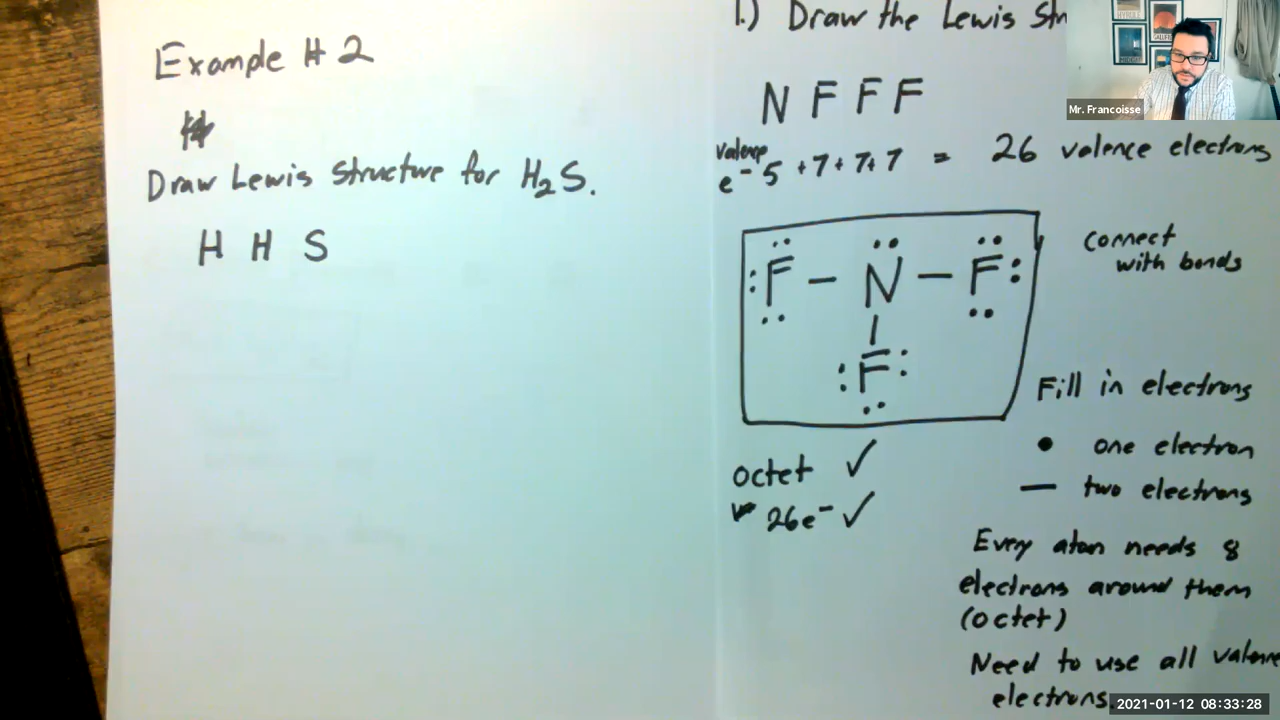 Example # 2
Draw Lewis Structure for H₂S.
H H S
1.) Draw the Lewis
N F F F
valence
e⁻ 5 + 7 + 7 + 7 = 26 valence electrons
F – N – F
F
Connect
with bonds
Fill in electrons
• one electron
— two electrons
octet ✓
26e⁻ ✓
Every atom needs 8
electrons around them
(octet)
Need to use all valence
electrons.
Mr. Francoisse
2021-01-12 08:33:28